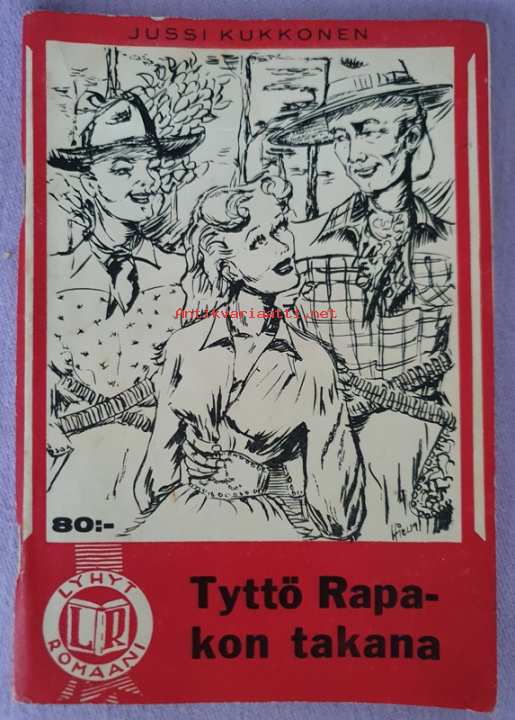 JUSSI KUKKONEN
Antikvariaatti.net
80:-
LYHYT
LR
ROMAANI
Tyttö Rapa-
kon takana